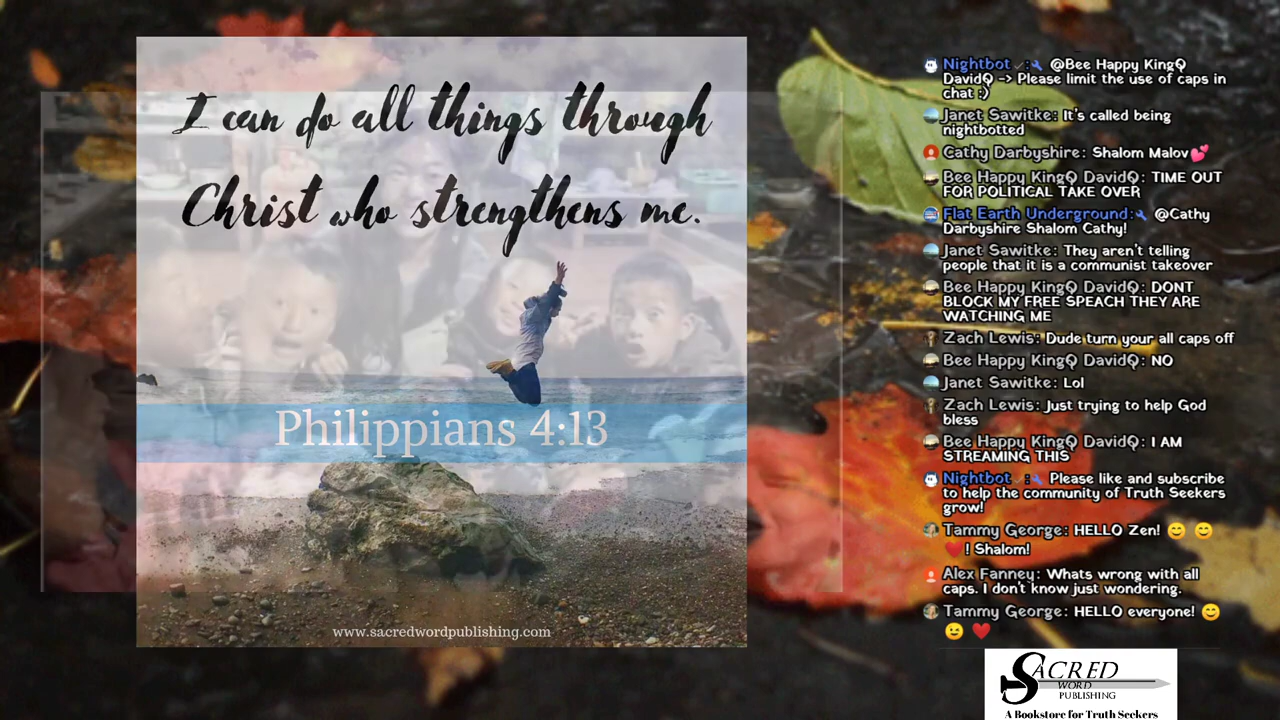 I can do all things through
Christ who strengthens me.
Philippians 4:13
www.sacredwordpublishing.com
Nightbot : @Bee Happy KingQ
DavidQ -> Please limit the use of caps in
chat :)
Janet Sawitke: It's called being
nightbotted
Cathy Darbyshire: Shalom Malov💕
Bee Happy KingQ DavidQ: TIME OUT
FOR POLITICAL TAKE OVER
Flat Earth Underground: @Cathy
Darbyshire Shalom Cathy!
Janet Sawitke: They aren't telling
people that it is a communist takeover
Bee Happy KingQ DavidQ: DONT
BLOCK MY FREE SPEACH THEY ARE
WATCHING ME
Zach Lewis: Dude turn your all caps off
Bee Happy KingQ DavidQ: NO
Janet Sawitke: Lol
Zach Lewis: Just trying to help God
bless
Bee Happy KingQ DavidQ: I AM
STREAMING THIS
Nightbot : Please like and subscribe
to help the community of Truth Seekers
grow!
Tammy George: HELLO Zen! 😊 😊
❤️! Shalom!
Alex Fanney: Whats wrong with all
caps. I don't know just wondering.
Tammy George: HELLO everyone! 😊
😉 ❤️
SACRED
WORD
PUBLISHING
A Bookstore for Truth Seekers